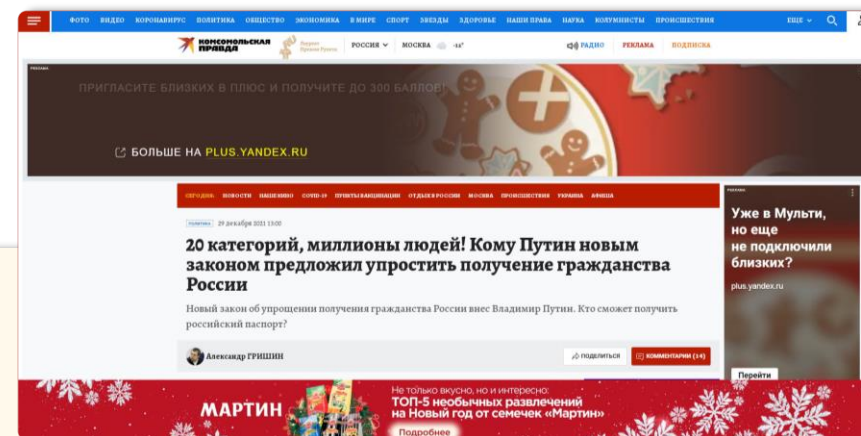 ФОТО ВИДЕО КОРОНАВИРУС ПОЛИТИКА ОБЩЕСТВО ЭКОНОМИКА В МИРЕ СПОРТ ЗВЕЗДЫ ЗДОРОВЬЕ НАШИ ПРАВА НАУКА КОЛУМНИСТЫ ПРОИСШЕСТВИЯ ЕЩЕ
КОМСОМОЛЬСКАЯ ПРАВДА
РОССИЯ МОСКВА -12° РАДИО РЕКЛАМА ПОДПИСКА
РЕКЛАМА
ПРИГЛАСИТЕ БЛИЗКИХ В ПЛЮС И ПОЛУЧИТЕ ДО 300 БАЛЛОВ!
БОЛЬШЕ НА PLUS.YANDEX.RU
СЕГОДНЯ: НОВОСТИ НАШЕ КИНО COVID-19 ПУНКТЫ ВАКЦИНАЦИИ ОТДЫХ В РОССИИ МОСКВА ПРОИСШЕСТВИЯ УКРАИНА АФИША
ПОЛИТИКА 29 декабря 2021 13:00
20 категорий, миллионы людей! Кому Путин новым
законом предложил упростить получение гражданства
России
Новый закон об упрощении получения гражданства России внес Владимир Путин. Кто сможет получить
российский паспорт?
Александр ГРИШИН
ПОДЕЛИТЬСЯ КОММЕНТАРИИ (14)
РЕКЛАМА
Уже в Мульти,
но еще
не подключили
близких?
plus.yandex.ru
Перейти
МАРТИН
Не только вкусно, но и интересно:
ТОП-5 необычных развлечений
на Новый год от семечек «Мартин»
Подробнее